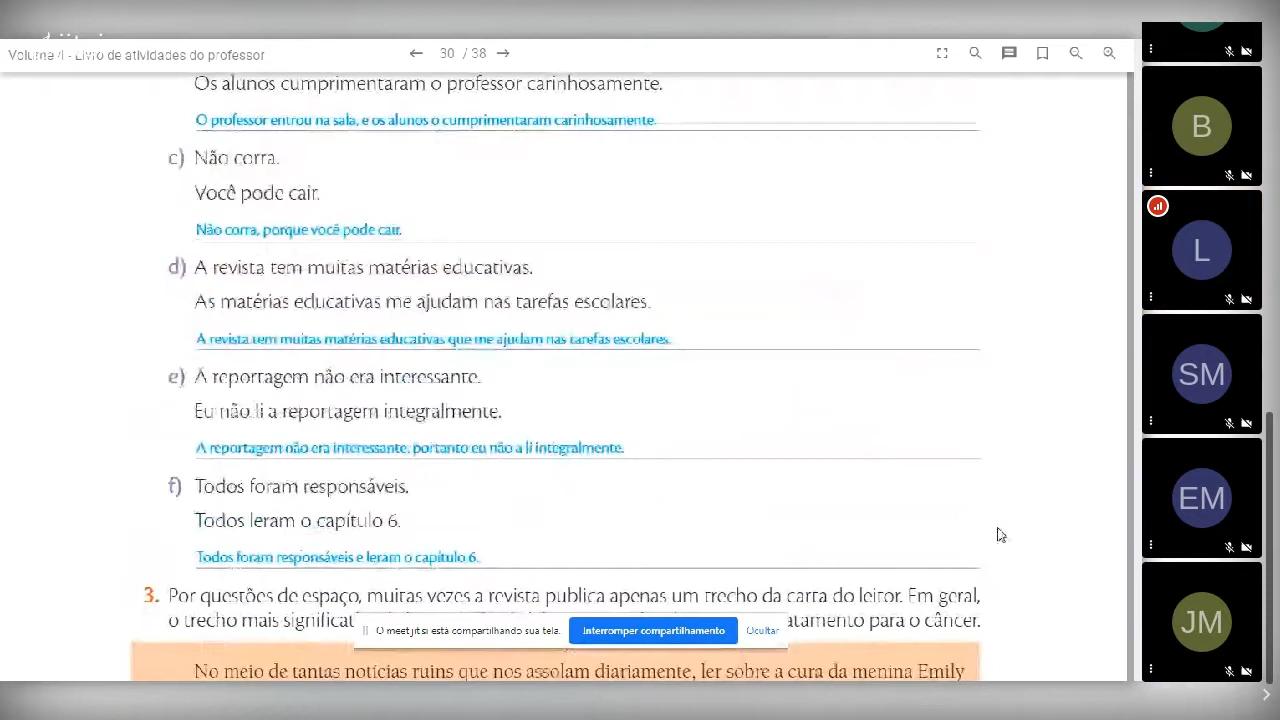 Volume 4 - Livro de atividades do professor
30 / 38
Os alunos cumprimentaram o professor carinhosamente.
O professor entrou na sala, e os alunos o cumprimentaram carinhosamente.
c) Não corra.
Você pode cair.
Não corra, porque você pode cair.
d) A revista tem muitas matérias educativas.
As matérias educativas me ajudam nas tarefas escolares.
A revista tem muitas matérias educativas que me ajudam nas tarefas escolares.
e) A reportagem não era interessante.
Eu não li a reportagem integralmente.
A reportagem não era interessante, portanto eu não a li integralmente.
f) Todos foram responsáveis.
Todos leram o capítulo 6.
Todos foram responsáveis e leram o capítulo 6.
3. Por questões de espaço, muitas vezes a revista publica apenas um trecho da carta do leitor. Em geral,
o trecho mais significat
atamento para o câncer.
O meet.jit.si está compartilhando sua tela.
Interromper compartilhamento
Ocultar
No meio de tantas notícias ruins que nos assolam diariamente, ler sobre a cura da menina Emily
B
L
SM
EM
JM